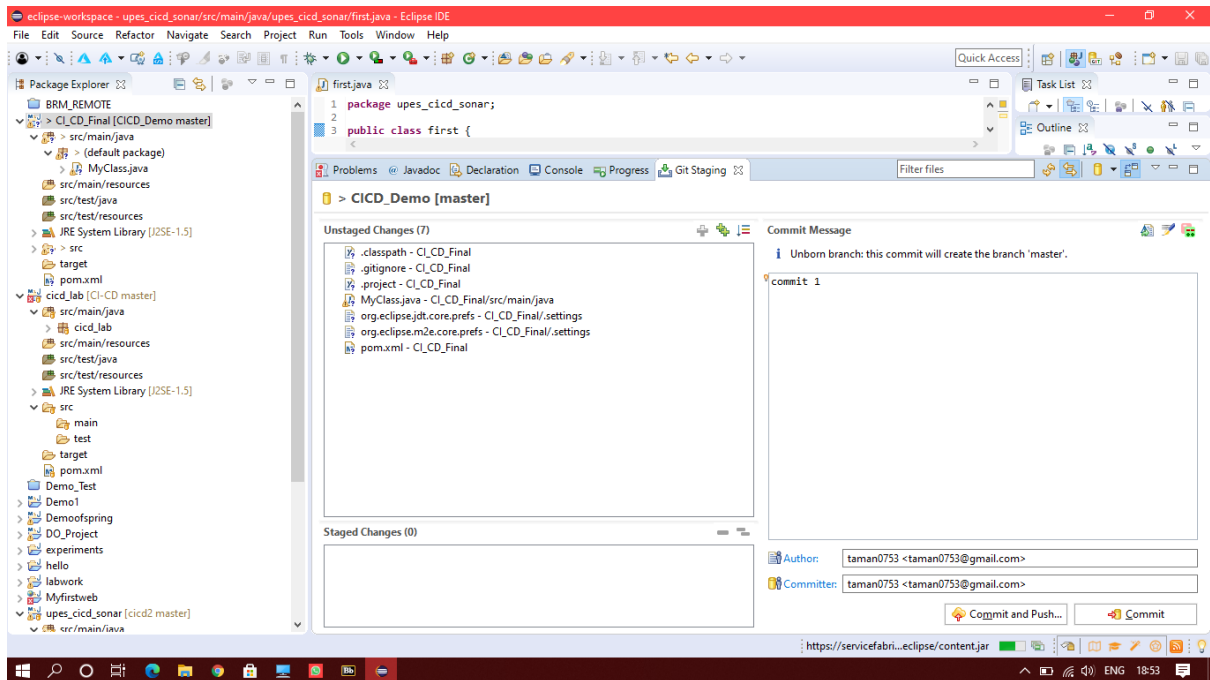 eclipse-workspace - upes_cicd_sonar/src/main/java/upes_cicd_sonar/first.java - Eclipse IDE
File Edit Source Refactor Navigate Search Project Run Tools Window Help
Quick Access
Package Explorer
BRM_REMOTE
> CI_CD_Final [CICD_Demo master]
> src/main/java
> (default package)
MyClass.java
src/main/resources
src/test/java
src/test/resources
JRE System Library [J2SE-1.5]
> src
target
pom.xml
cicd_lab [CI-CD master]
src/main/java
cicd_lab
src/main/resources
src/test/java
src/test/resources
JRE System Library [J2SE-1.5]
src
main
test
target
pom.xml
Demo_Test
Demo1
Demoofspring
DO_Project
experiments
hello
labwork
Myfirstweb
upes_cicd_sonar [cicd2 master]
src/main/java
first.java
1 package upes_cicd_sonar;
2
3 public class first {
Task List
Outline
Problems @ Javadoc Declaration Console Progress Git Staging
Filter files
> CICD_Demo [master]
Unstaged Changes (7)
.classpath - CI_CD_Final
.gitignore - CI_CD_Final
.project - CI_CD_Final
MyClass.java - CI_CD_Final/src/main/java
org.eclipse.jdt.core.prefs - CI_CD_Final/.settings
org.eclipse.m2e.core.prefs - CI_CD_Final/.settings
pom.xml - CI_CD_Final
Staged Changes (0)
Commit Message
Unborn branch: this commit will create the branch 'master'.
commit 1
Author: taman0753 <taman0753@gmail.com>
Committer: taman0753 <taman0753@gmail.com>
Commit and Push... Commit
https://servicefabri...eclipse/content.jar
Bb
ENG 18:53